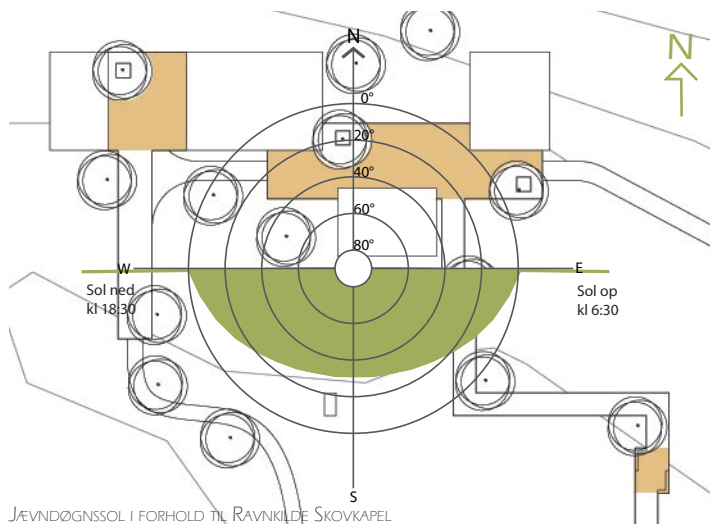 N
N
0°
20°
40°
60°
80°
W
E
Sol ned
kl 18:30
Sol op
kl 6:30
S
JÆVNDØGNSSOL I FORHOLD TIL RAVNKILDE SKOVKAPEL